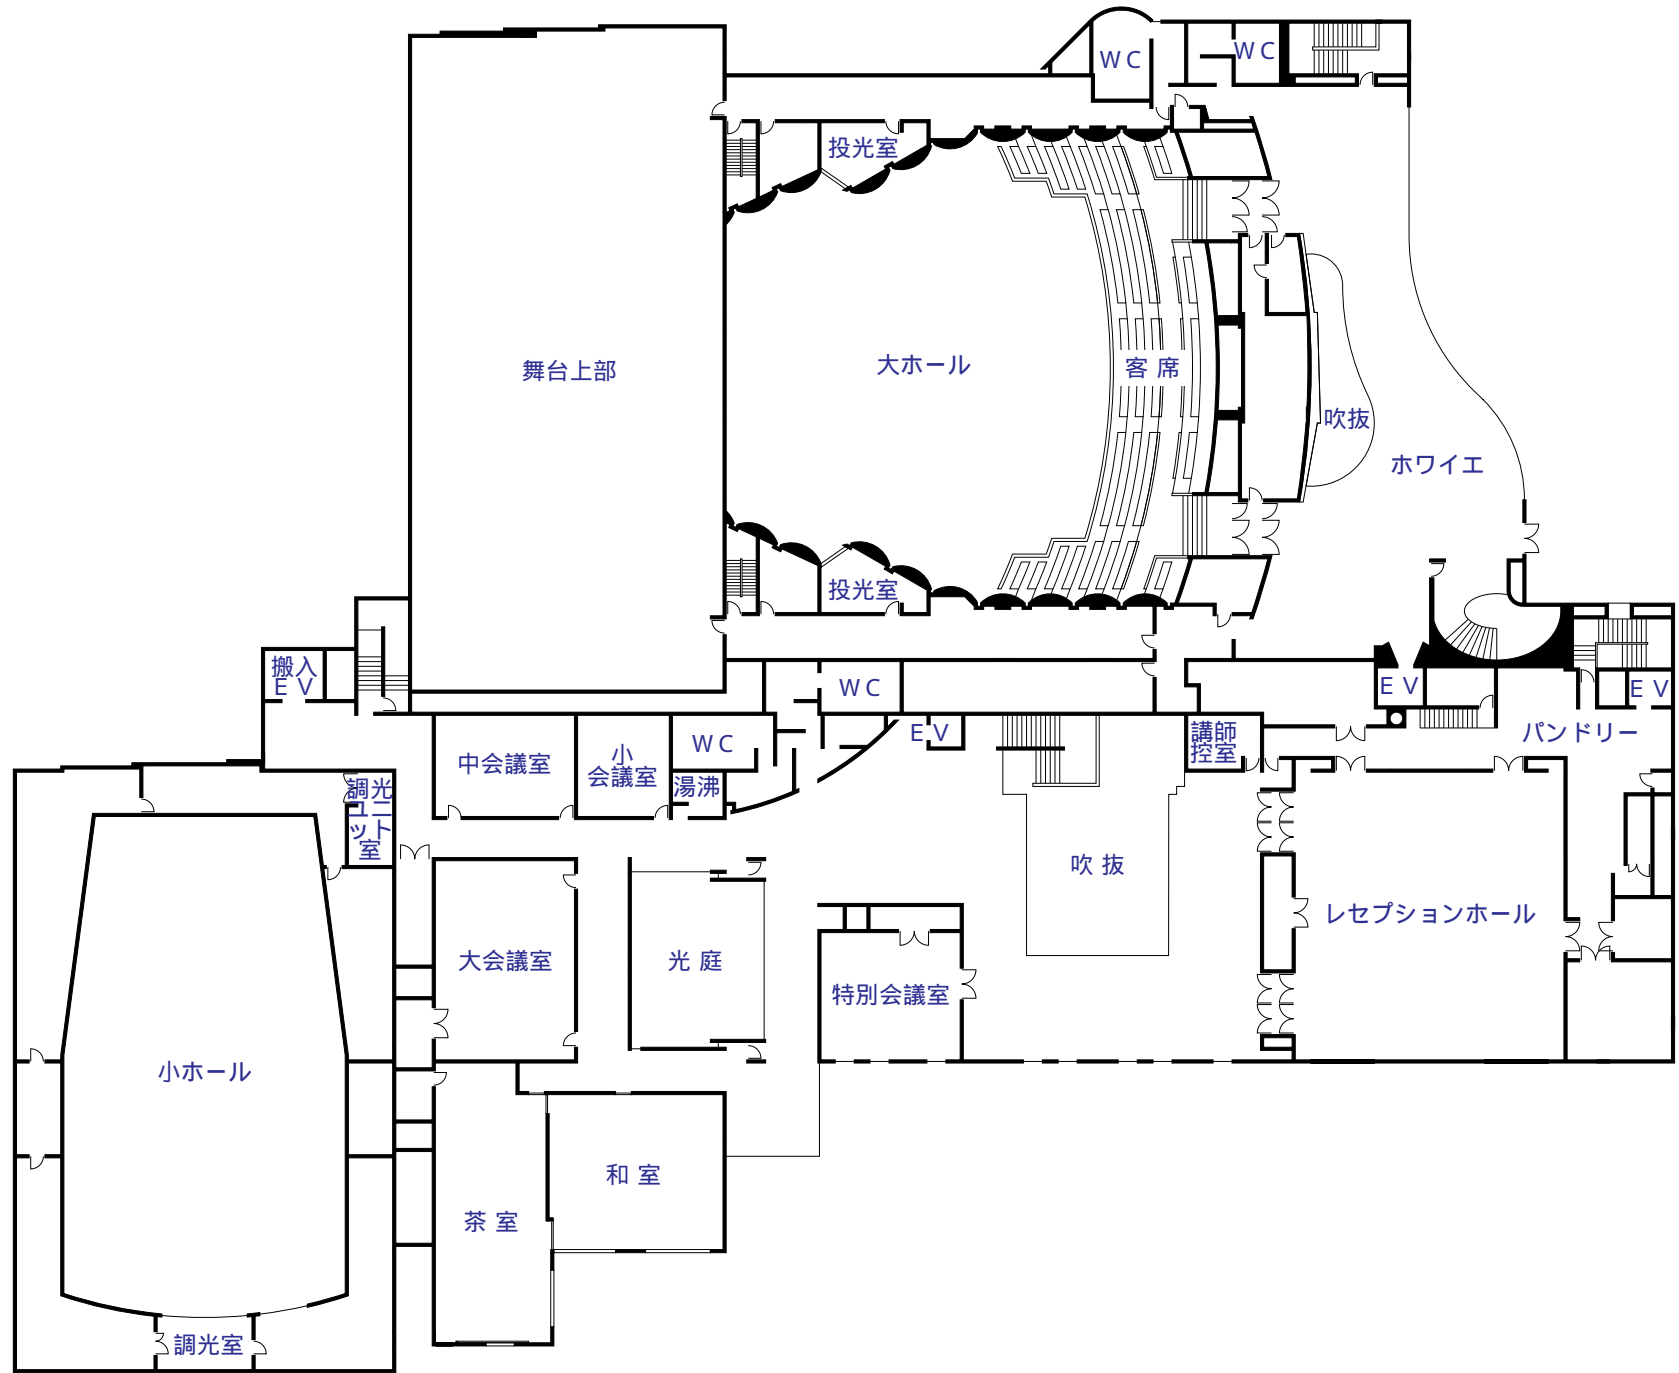 ＷＣ
ＷＣ
投光室
舞台上部
大ホール
客 席
吹抜
ホワイエ
投光室
搬入
ＥＶ
ＷＣ
ＥＶ
ＥＶ
ＥＶ
講師
控室
パンドリー
中会議室
小
会議室
ＷＣ
湯沸
調光
ユニ
ット
室
吹 抜
レセプションホール
大会議室
光 庭
特別会議室
小ホール
和 室
茶 室
調光室